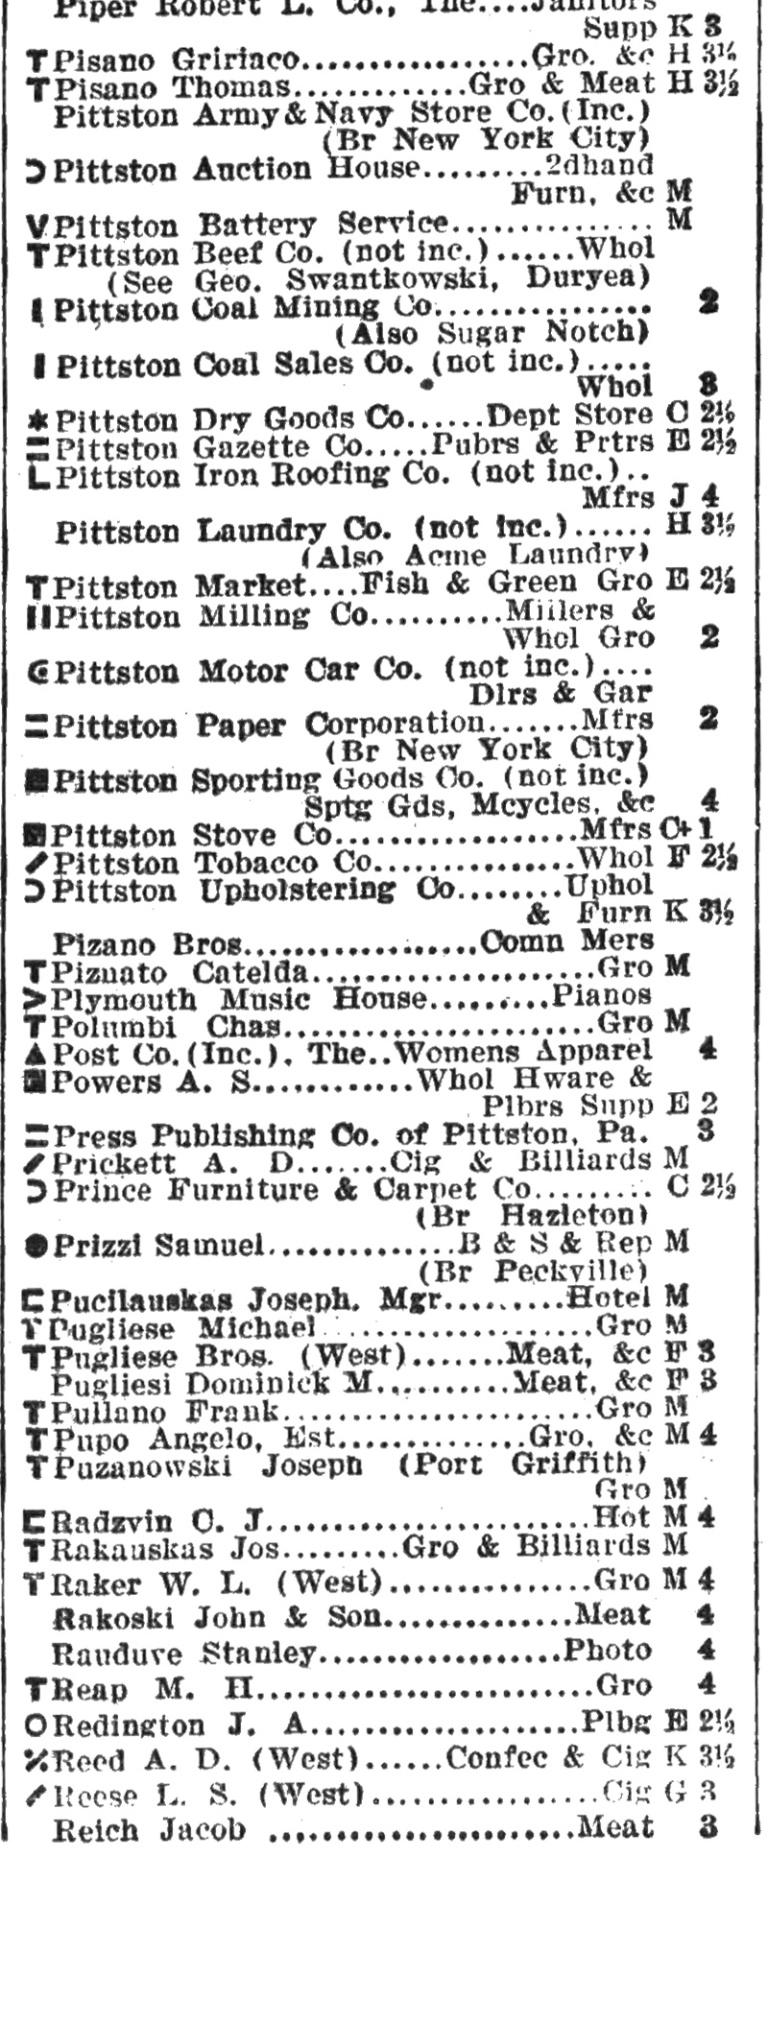 Piper Robert L. Co., The....Janitors
Supp K 3
T Pisano Gririaco..................Gro. &c H 3½
T Pisano Thomas.............Gro & Meat H 3½
Pittston Army & Navy Store Co. (Inc.)
(Br New York City)
Ɔ Pittston Auction House.........2dhand
Furn, &c M
V Pittston Battery Service............... M
T Pittston Beef Co. (not inc.)......Whol
(See Geo. Swantkowski, Duryea)
Pittston Coal Mining Co................ 2
(Also Sugar Notch)
Pittston Coal Sales Co. (not inc.).....
Whol 3
* Pittston Dry Goods Co......Dept Store C 2½
= Pittston Gazette Co.....Pubrs & Prtrs E 2½
L Pittston Iron Roofing Co. (not inc.)..
Mfrs J 4
Pittston Laundry Co. (not inc.)...... H 3½
(Also Acme Laundry)
T Pittston Market....Fish & Green Gro E 2½
II Pittston Milling Co..........Millers &
Whol Gro 2
Pittston Motor Car Co. (not inc.)....
Dlrs & Gar
= Pittston Paper Corporation.......Mfrs 2
(Br New York City)
■ Pittston Sporting Goods Co. (not inc.)
Sptg Gds, Mcycles, &c 4
■ Pittston Stove Co..................Mfrs C+ 1
Pittston Tobacco Co...............Whol F 2½
Ɔ Pittston Upholstering Co........Uphol
& Furn K 3½
Pizano Bros..................Comn Mers
T Piznato Catelda.....................Gro M
> Plymouth Music House.........Pianos
T Polumbi Chas.......................Gro M
▲ Post Co. (Inc.), The..Womens Apparel 4
■ Powers A. S............Whol Hware &
Plbrs Supp E 2
= Press Publishing Co. of Pittston, Pa. 3
Prickett A. D.......Cig & Billiards M
Ɔ Prince Furniture & Carpet Co......... C 2½
(Br Hazleton)
● Prizzi Samuel..............B & S & Rep M
(Br Peckville)
⊏ Pucilauskas Joseph, Mgr.........Hotel M
T Pugliese Michael...................Gro M
T Pugliese Bros. (West).......Meat, &c F 3
Pugliesi Dominick M..........Meat, &c F 3
T Pullano Frank.......................Gro M
T Pupo Angelo, Est..............Gro, &c M 4
T Puzanowski Joseph (Port Griffith)
Gro M
⊏ Radzvin C. J........................Hot M 4
T Rakauskas Jos.........Gro & Billiards M
T Raker W. L. (West)...............Gro M 4
Rakoski John & Son..............Meat 4
Rauduve Stanley..................Photo 4
T Reap M. H.........................Gro 4
O Redington J. A....................Plbg E 2½
Reed A. D. (West)......Confec & Cig K 3½
Reese L. S. (West).................Cig G 3
Reich Jacob .......................Meat 3